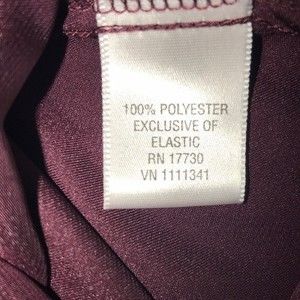 100% POLYESTER
EXCLUSIVE OF
ELASTIC
RN 17730
VN 1111341